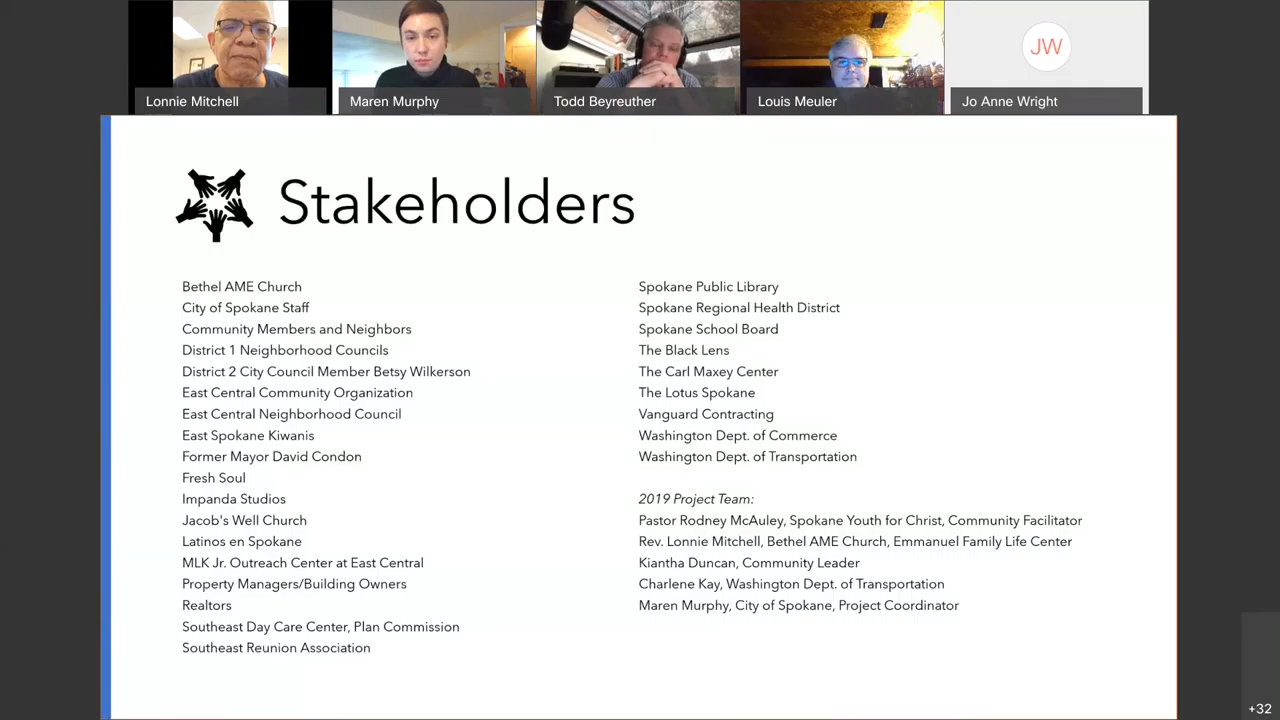 Lonnie Mitchell
Maren Murphy
Todd Beyreuther
Louis Meuler
JW
Jo Anne Wright
Stakeholders
Bethel AME Church
City of Spokane Staff
Community Members and Neighbors
District 1 Neighborhood Councils
District 2 City Council Member Betsy Wilkerson
East Central Community Organization
East Central Neighborhood Council
East Spokane Kiwanis
Former Mayor David Condon
Fresh Soul
Impanda Studios
Jacob's Well Church
Latinos en Spokane
MLK Jr. Outreach Center at East Central
Property Managers/Building Owners
Realtors
Southeast Day Care Center, Plan Commission
Southeast Reunion Association
Spokane Public Library
Spokane Regional Health District
Spokane School Board
The Black Lens
The Carl Maxey Center
The Lotus Spokane
Vanguard Contracting
Washington Dept. of Commerce
Washington Dept. of Transportation
2019 Project Team:
Pastor Rodney McAuley, Spokane Youth for Christ, Community Facilitator
Rev. Lonnie Mitchell, Bethel AME Church, Emmanuel Family Life Center
Kiantha Duncan, Community Leader
Charlene Kay, Washington Dept. of Transportation
Maren Murphy, City of Spokane, Project Coordinator
+32